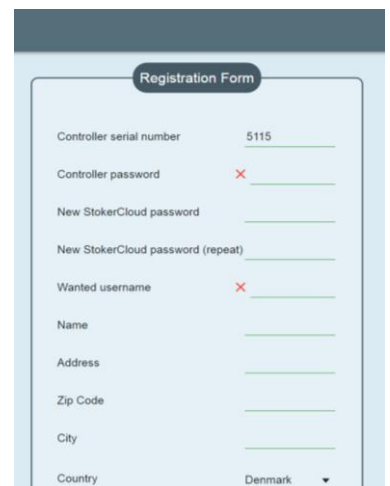 Registration Form
Controller serial number 5115
Controller password
New StokerCloud password
New StokerCloud password (repeat)
Wanted username
Name
Address
Zip Code
City
Country Denmark